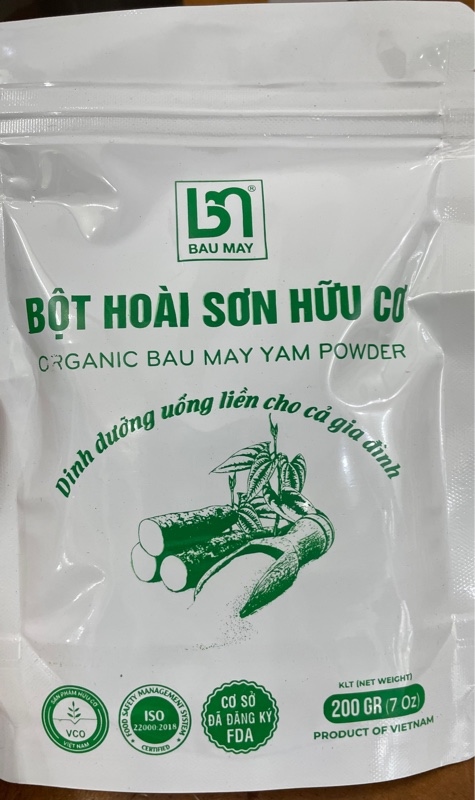 BM®
BAU MAY
BỘT HOÀI SƠN HỮU CƠ
ORGANIC BAU MAY YAM POWDER
Dinh dưỡng uống liền cho cả gia đình
SẢN PHẨM HỮU CƠ
VCO
VIỆT NAM
FOOD SAFETY MANAGEMENT SYSTEM
ISO
22000:2018
CERTIFIED
CƠ SỞ
ĐÃ ĐĂNG KÝ
FDA
KLT (NET WEIGHT)
200 GR (7 Oz)
PRODUCT OF VIETNAM